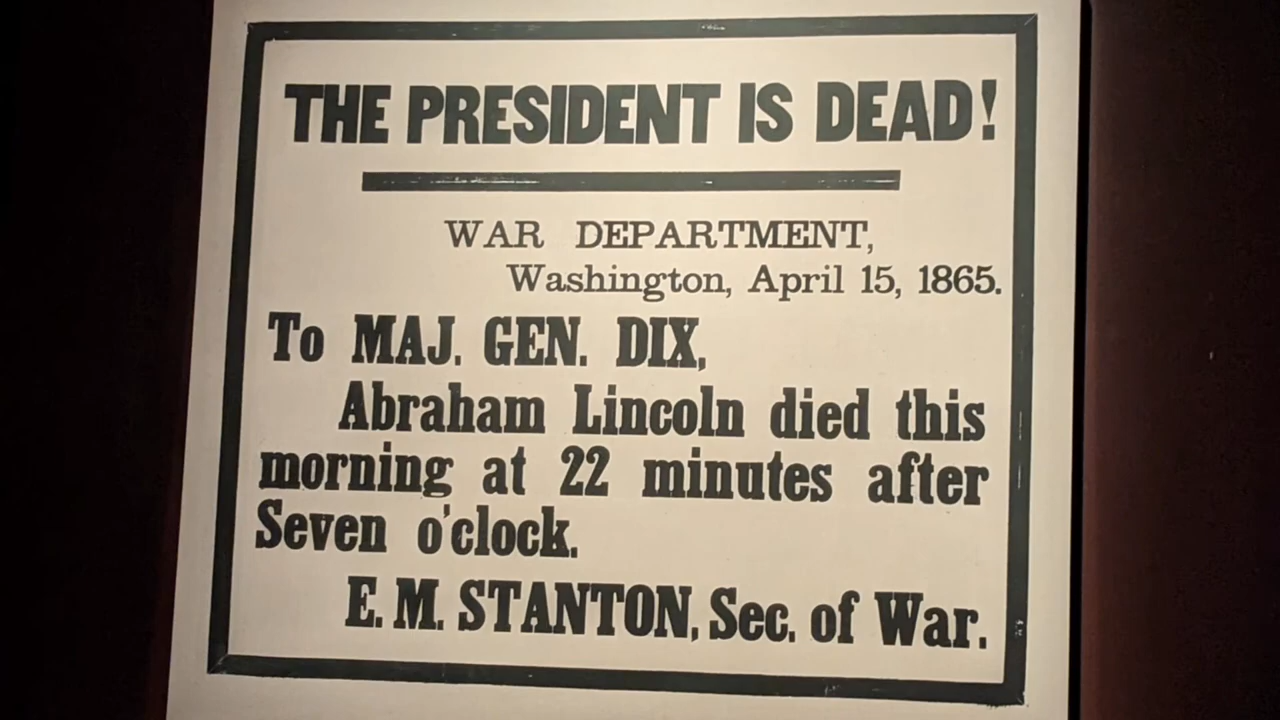 THE PRESIDENT IS DEAD!
WAR DEPARTMENT,
Washington, April 15, 1865.
To MAJ. GEN. DIX,
Abraham Lincoln died this
morning at 22 minutes after
Seven o'clock.
E. M. STANTON, Sec. of War.